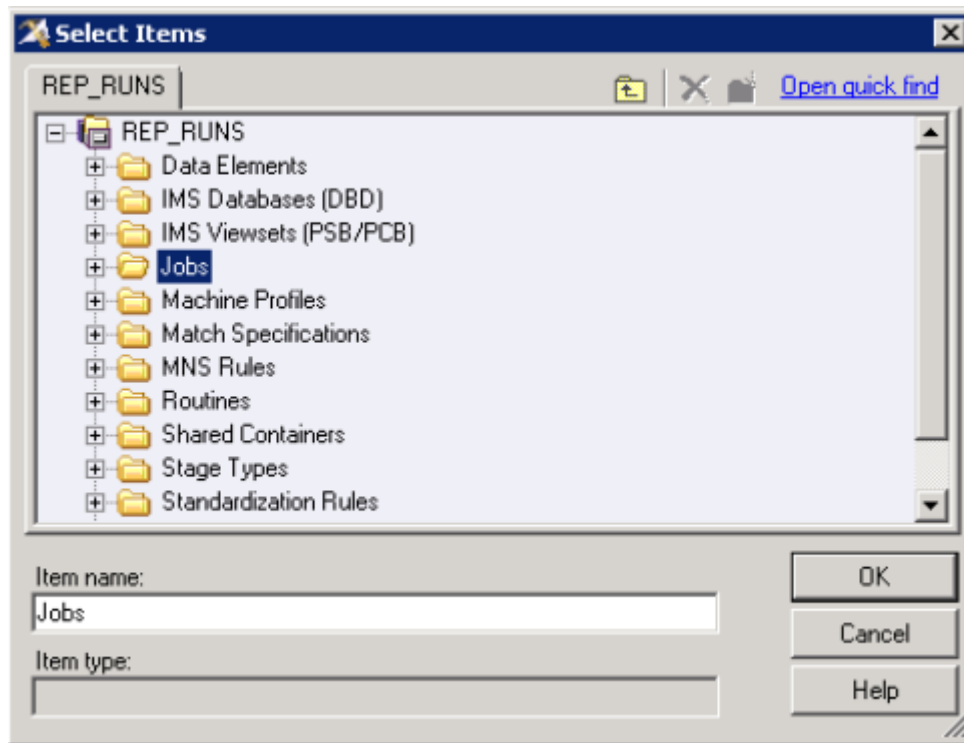 Select Items
REP_RUNS Open quick find
REP_RUNS
Data Elements
IMS Databases (DBD)
IMS Viewsets (PSB/PCB)
Jobs
Machine Profiles
Match Specifications
MNS Rules
Routines
Shared Containers
Stage Types
Standardization Rules
Item name:
Jobs
Item type:
OK
Cancel
Help